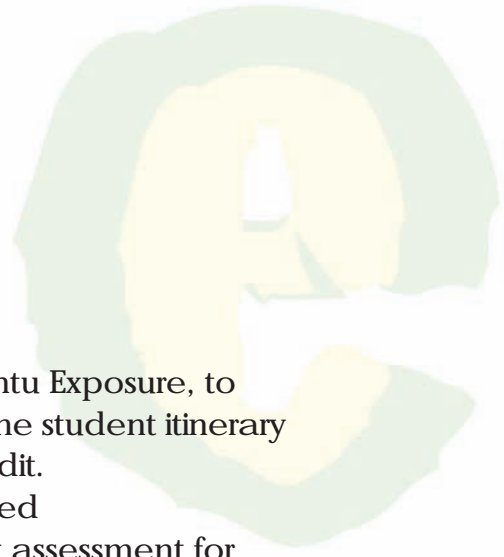 ntu Exposure, to
he student itinerary
dit.
ed
t assessment for